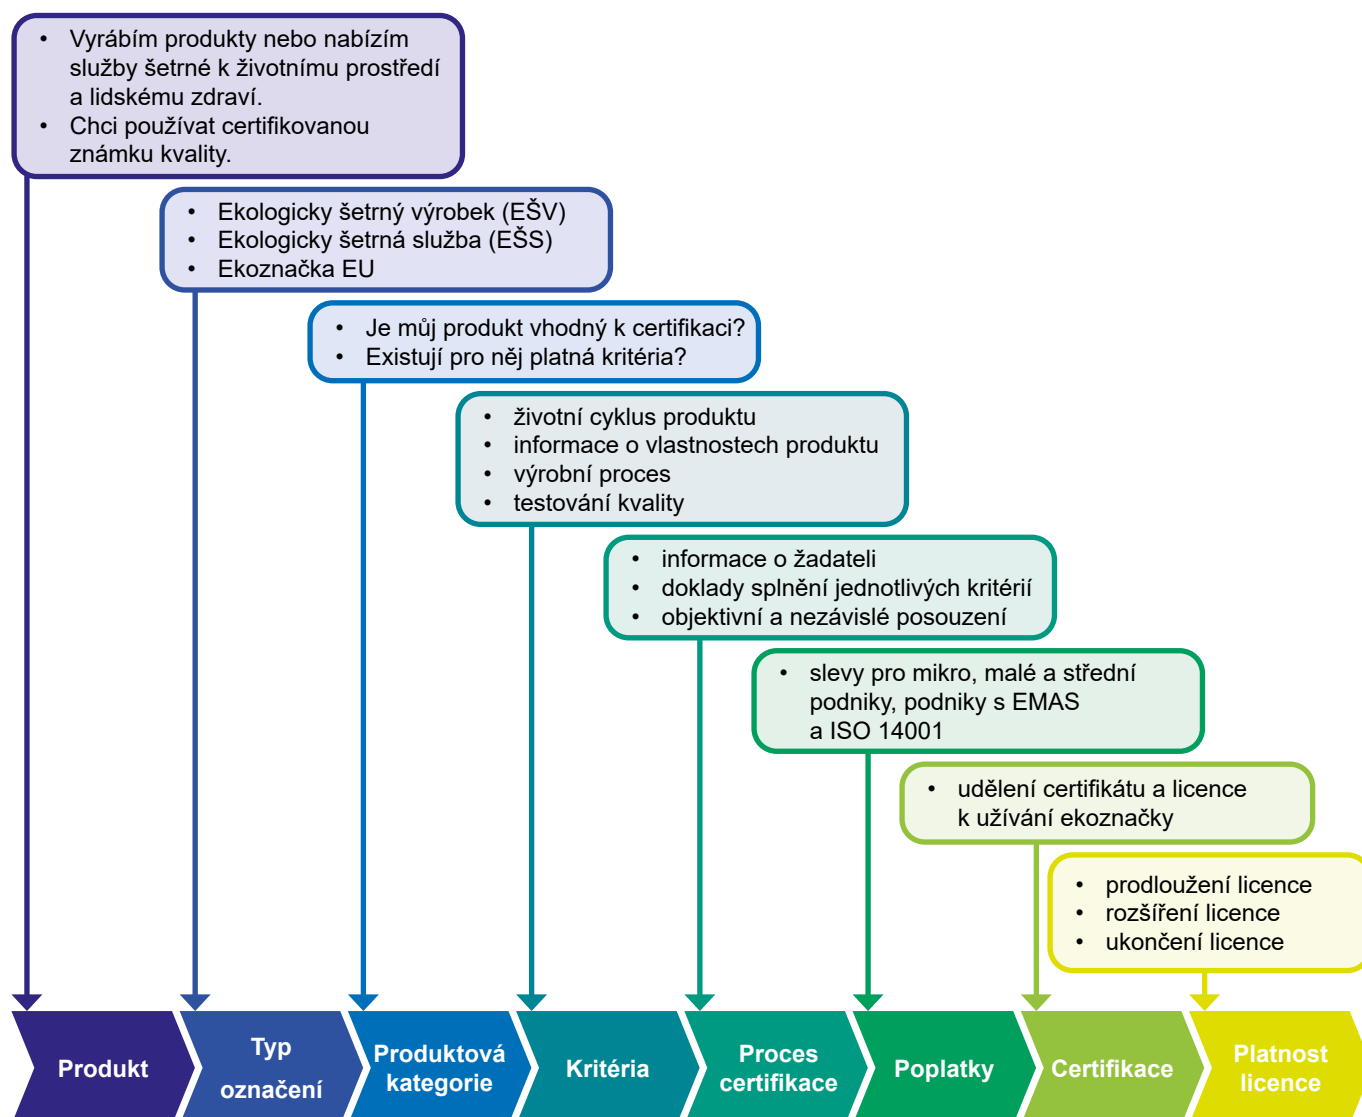 • Vyrábím produkty nebo nabízím
služby šetrné k životnímu prostředí
a lidskému zdraví.
• Chci používat certifikovanou
známku kvality.
• Ekologicky šetrný výrobek (EŠV)
• Ekologicky šetrná služba (EŠS)
• Ekoznačka EU
• Je můj produkt vhodný k certifikaci?
• Existují pro něj platná kritéria?
• životní cyklus produktu
• informace o vlastnostech produktu
• výrobní proces
• testování kvality
• informace o žadateli
• doklady splnění jednotlivých kritérií
• objektivní a nezávislé posouzení
• slevy pro mikro, malé a střední
podniky, podniky s EMAS
a ISO 14001
• udělení certifikátu a licence
k užívání ekoznačky
• prodloužení licence
• rozšíření licence
• ukončení licence
Produkt
Typ
označení
Produktová
kategorie
Kritéria
Proces
certifikace
Poplatky
Certifikace
Platnost
licence